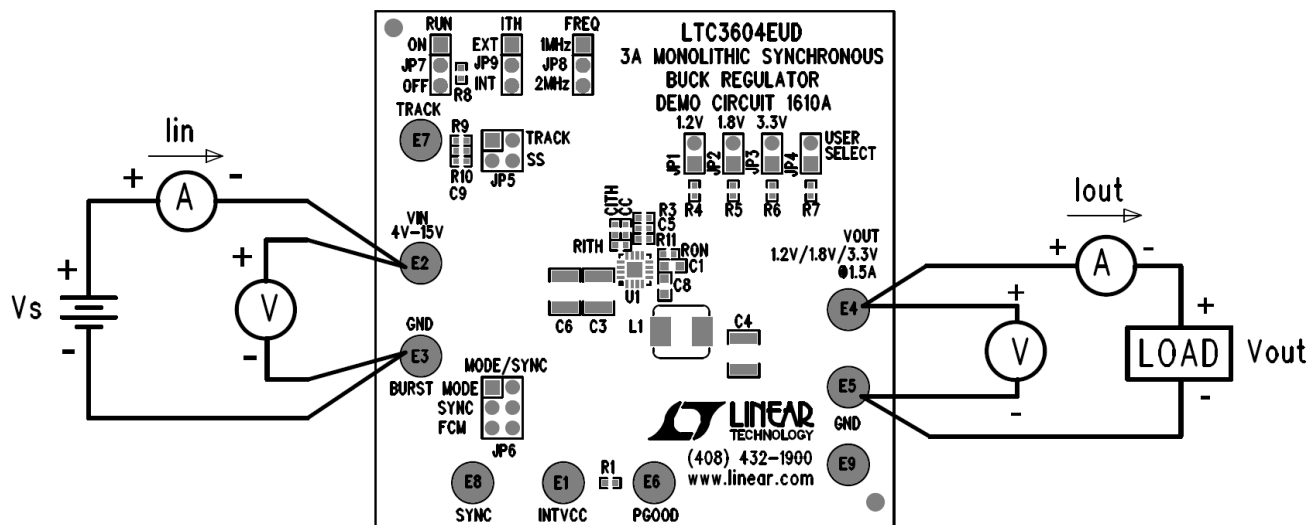 RUN ITH FREQ
ON EXT 1MHz
JP7 JP9 JP8
OFF INT 2MHz
R8
LTC3604EUD
3A MONOLITHIC SYNCHRONOUS
BUCK REGULATOR
DEMO CIRCUIT 1610A
1.2V 1.8V 3.3V
USER
SELECT
JP1 JP2 JP3 JP4
R4 R5 R6 R7
TRACK
E7
R9
R10
C9
TRACK
SS
JP5
Iin
+ A -
VIN
4V-15V
E2
+
Vs
-
+
V
-
GND
E3
BURST
CITH
CC
R3
C5
R11
RITH
RON
C1
C8
U1
C6 C3 L1 C4
VOUT
1.2V/1.8V/3.3V
@1.5A
E4
Iout
+ A -
+
V
-
+
LOAD
-
Vout
E5
GND
E9
MODE/SYNC
MODE
SYNC
FCM
JP6
LT LINEAR
TECHNOLOGY
(408) 432-1900
www.linear.com
R1
E8 E1 E6
SYNC INTVCC PGOOD